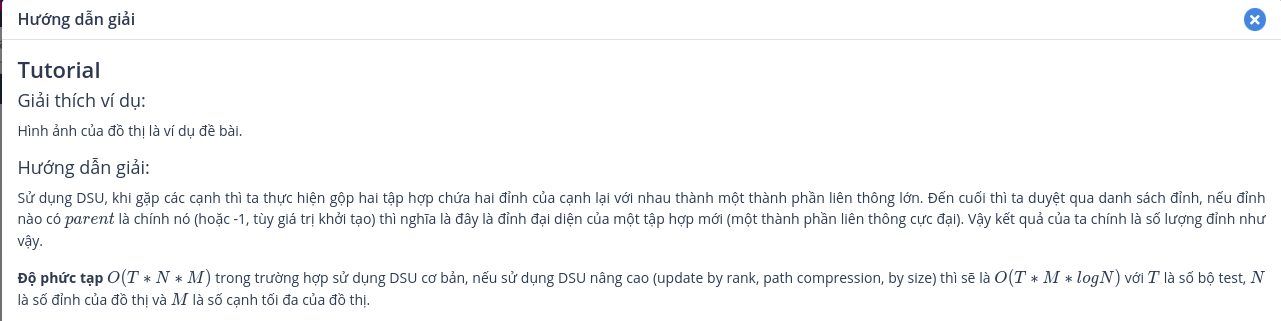 Hướng dẫn giải
Tutorial
Giải thích ví dụ:
Hình ảnh của đồ thị là ví dụ đề bài.
Hướng dẫn giải:
Sử dụng DSU, khi gặp các cạnh thì ta thực hiện gộp hai tập hợp chứa hai đỉnh của cạnh lại với nhau thành một thành phần liên thông lớn. Đến cuối thì ta duyệt qua danh sách đỉnh, nếu đỉnh
nào có parent là chính nó (hoặc -1, tùy giá trị khởi tạo) thì nghĩa là đây là đỉnh đại diện của một tập hợp mới (một thành phần liên thông cực đại). Vậy kết quả của ta chính là số lượng đỉnh như
vậy.
Độ phức tạp O(T * N * M) trong trường hợp sử dụng DSU cơ bản, nếu sử dụng DSU nâng cao (update by rank, path compression, by size) thì sẽ là O(T * M * logN) với T là số bộ test, N
là số đỉnh của đồ thị và M là số cạnh tối đa của đồ thị.